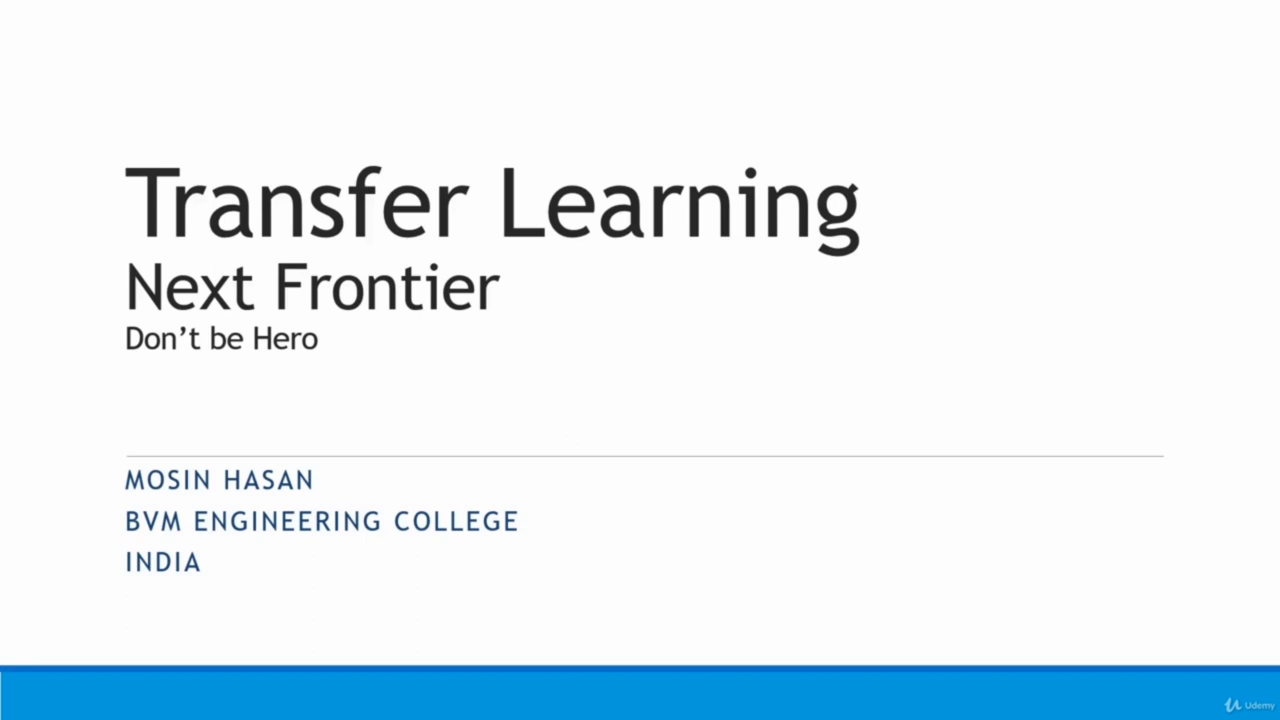 Transfer Learning
Next Frontier
Don’t be Hero
MOSIN HASAN
BVM ENGINEERING COLLEGE
INDIA
Udemy